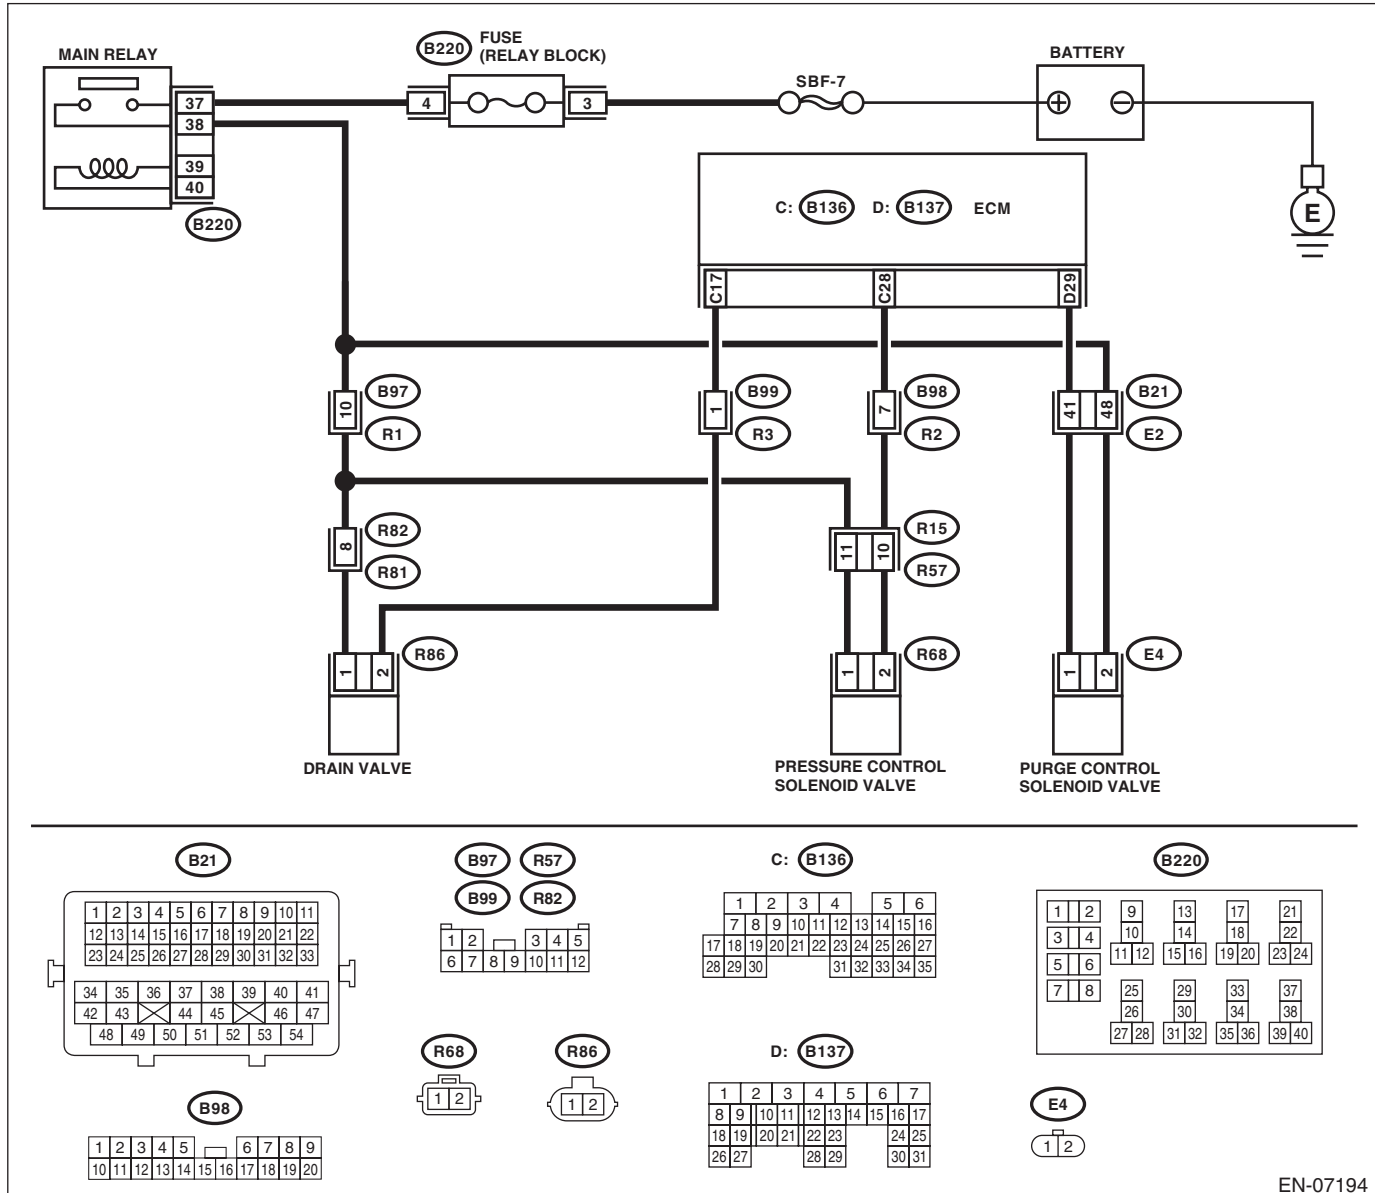 MAIN RELAY
B220
FUSE
(RELAY BLOCK)
SBF-7
BATTERY
37
38
39
40
4
3
+
−
B220
E
C: B136 D: B137 ECM
C17
C28
D29
10
B97
R1
1
B99
R3
7
B98
R2
41
48
B21
E2
8
R82
R81
11
10
R15
R57
1
2
R86
1
2
R68
1
2
E4
DRAIN VALVE
PRESSURE CONTROL
SOLENOID VALVE
PURGE CONTROL
SOLENOID VALVE
B21
1 2 3 4 5 6 7 8 9 10 11
12 13 14 15 16 17 18 19 20 21 22
23 24 25 26 27 28 29 30 31 32 33
34 35 36 37 38 39 40 41
42 43 44 45 46 47
48 49 50 51 52 53 54
B97 R57
B99 R82
1 2 3 4 5
6 7 8 9 10 11 12
C: B136
1 2 3 4 5 6
7 8 9 10 11 12 13 14 15 16
17 18 19 20 21 22 23 24 25 26 27
28 29 30 31 32 33 34 35
B220
1 2 9 13 17 21
3 4 10 14 18 22
11 12 15 16 19 20 23 24
5 6
7 8 25 29 33 37
26 30 34 38
27 28 31 32 35 36 39 40
B98
1 2 3 4 5 6 7 8 9
10 11 12 13 14 15 16 17 18 19 20
R68
1 2
R86
1 2
D: B137
1 2 3 4 5 6 7
8 9 10 11 12 13 14 15 16 17
18 19 20 21 22 23 24 25
26 27 28 29 30 31
E4
1 2
EN-07194